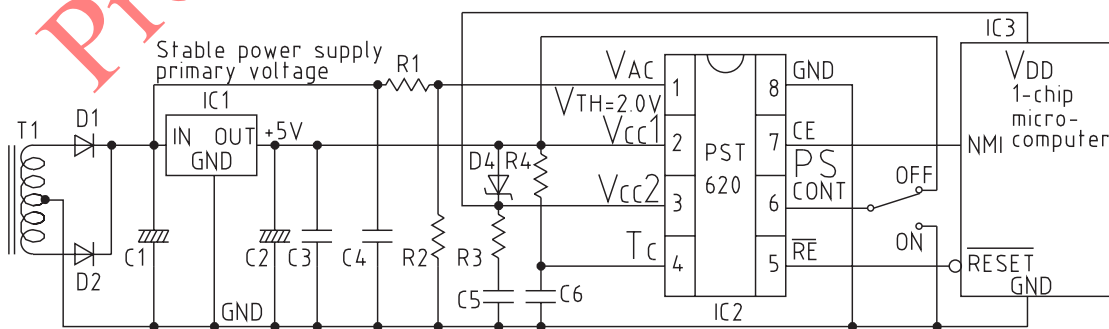 Pre
Stable power supply
primary voltage
T1
D1
D2
IC1
IN OUT
GND
+5V
C1
C2
C3
C4
R1
R2
R3
D4
R4
C5
C6
GND
VAC
VTH=2.0V
VCC1
VCC2
TC
1
2
3
4
PST
620
8
7
6
5
IC2
GND
CE
PS
CONT
RE
OFF
ON
IC3
VDD
1-chip
micro-
computer
NMI
RESET
GND